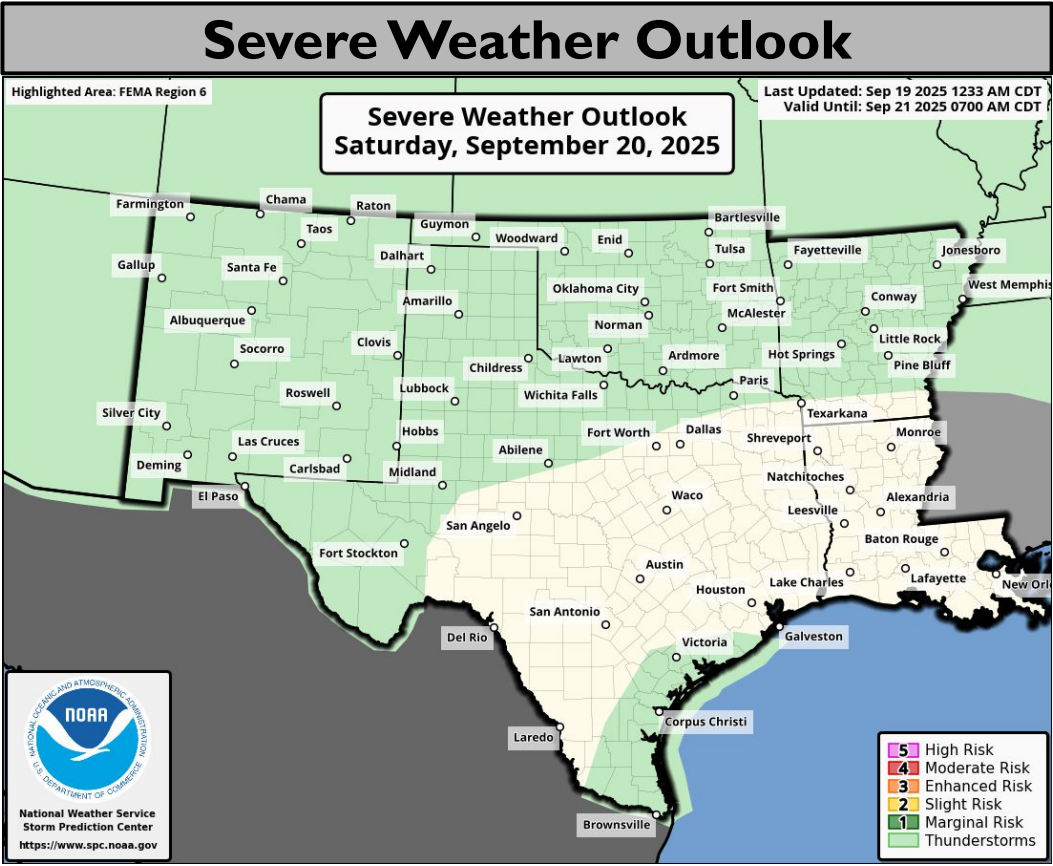 Severe Weather Outlook
Highlighted Area: FEMA Region 6
Severe Weather Outlook
Saturday, September 20, 2025
Last Updated: Sep 19 2025 1233 AM CDT
Valid Until: Sep 21 2025 0700 AM CDT
Farmington
Chama
Raton
Taos
Guymon
Woodward
Enid
Bartlesville
Tulsa
Fayetteville
Jonesboro
Gallup
Santa Fe
Dalhart
Oklahoma City
Fort Smith
Conway
West Memphis
Albuquerque
Amarillo
Norman
McAlester
Little Rock
Socorro
Clovis
Childress
Lawton
Ardmore
Hot Springs
Pine Bluff
Roswell
Lubbock
Wichita Falls
Paris
Texarkana
Silver City
Las Cruces
Hobbs
Fort Worth
Dallas
Shreveport
Monroe
Deming
Carlsbad
Midland
Abilene
Natchitoches
El Paso
San Angelo
Waco
Leesville
Alexandria
Fort Stockton
Baton Rouge
Austin
Houston
Lake Charles
Lafayette
New Orl
Del Rio
San Antonio
Victoria
Galveston
Laredo
Corpus Christi
Brownsville
NATIONAL OCEANIC AND ATMOSPHERIC ADMINISTRATION
NOAA
U.S. DEPARTMENT OF COMMERCE
National Weather Service
Storm Prediction Center
https://www.spc.noaa.gov
5 High Risk
4 Moderate Risk
3 Enhanced Risk
2 Slight Risk
1 Marginal Risk
Thunderstorms